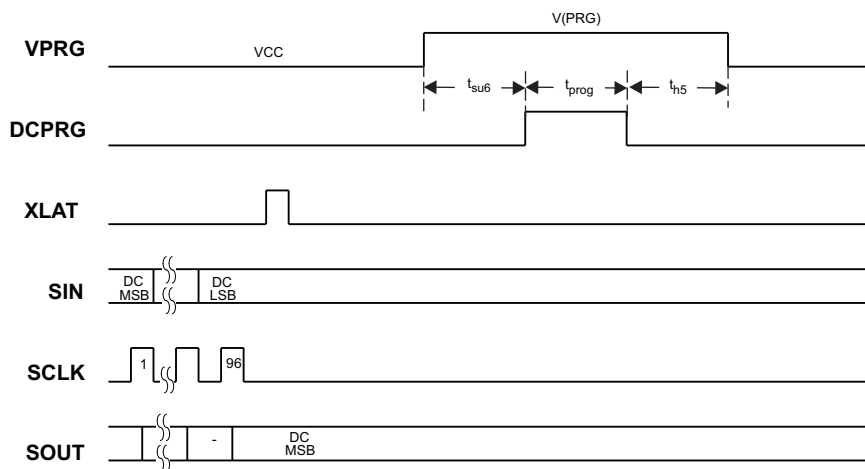 V(PRG)
VPRG
VCC
tsu6
tprog
th5
DCPRG
XLAT
DC
MSB
DC
LSB
SIN
1
96
SCLK
-
DC
MSB
SOUT